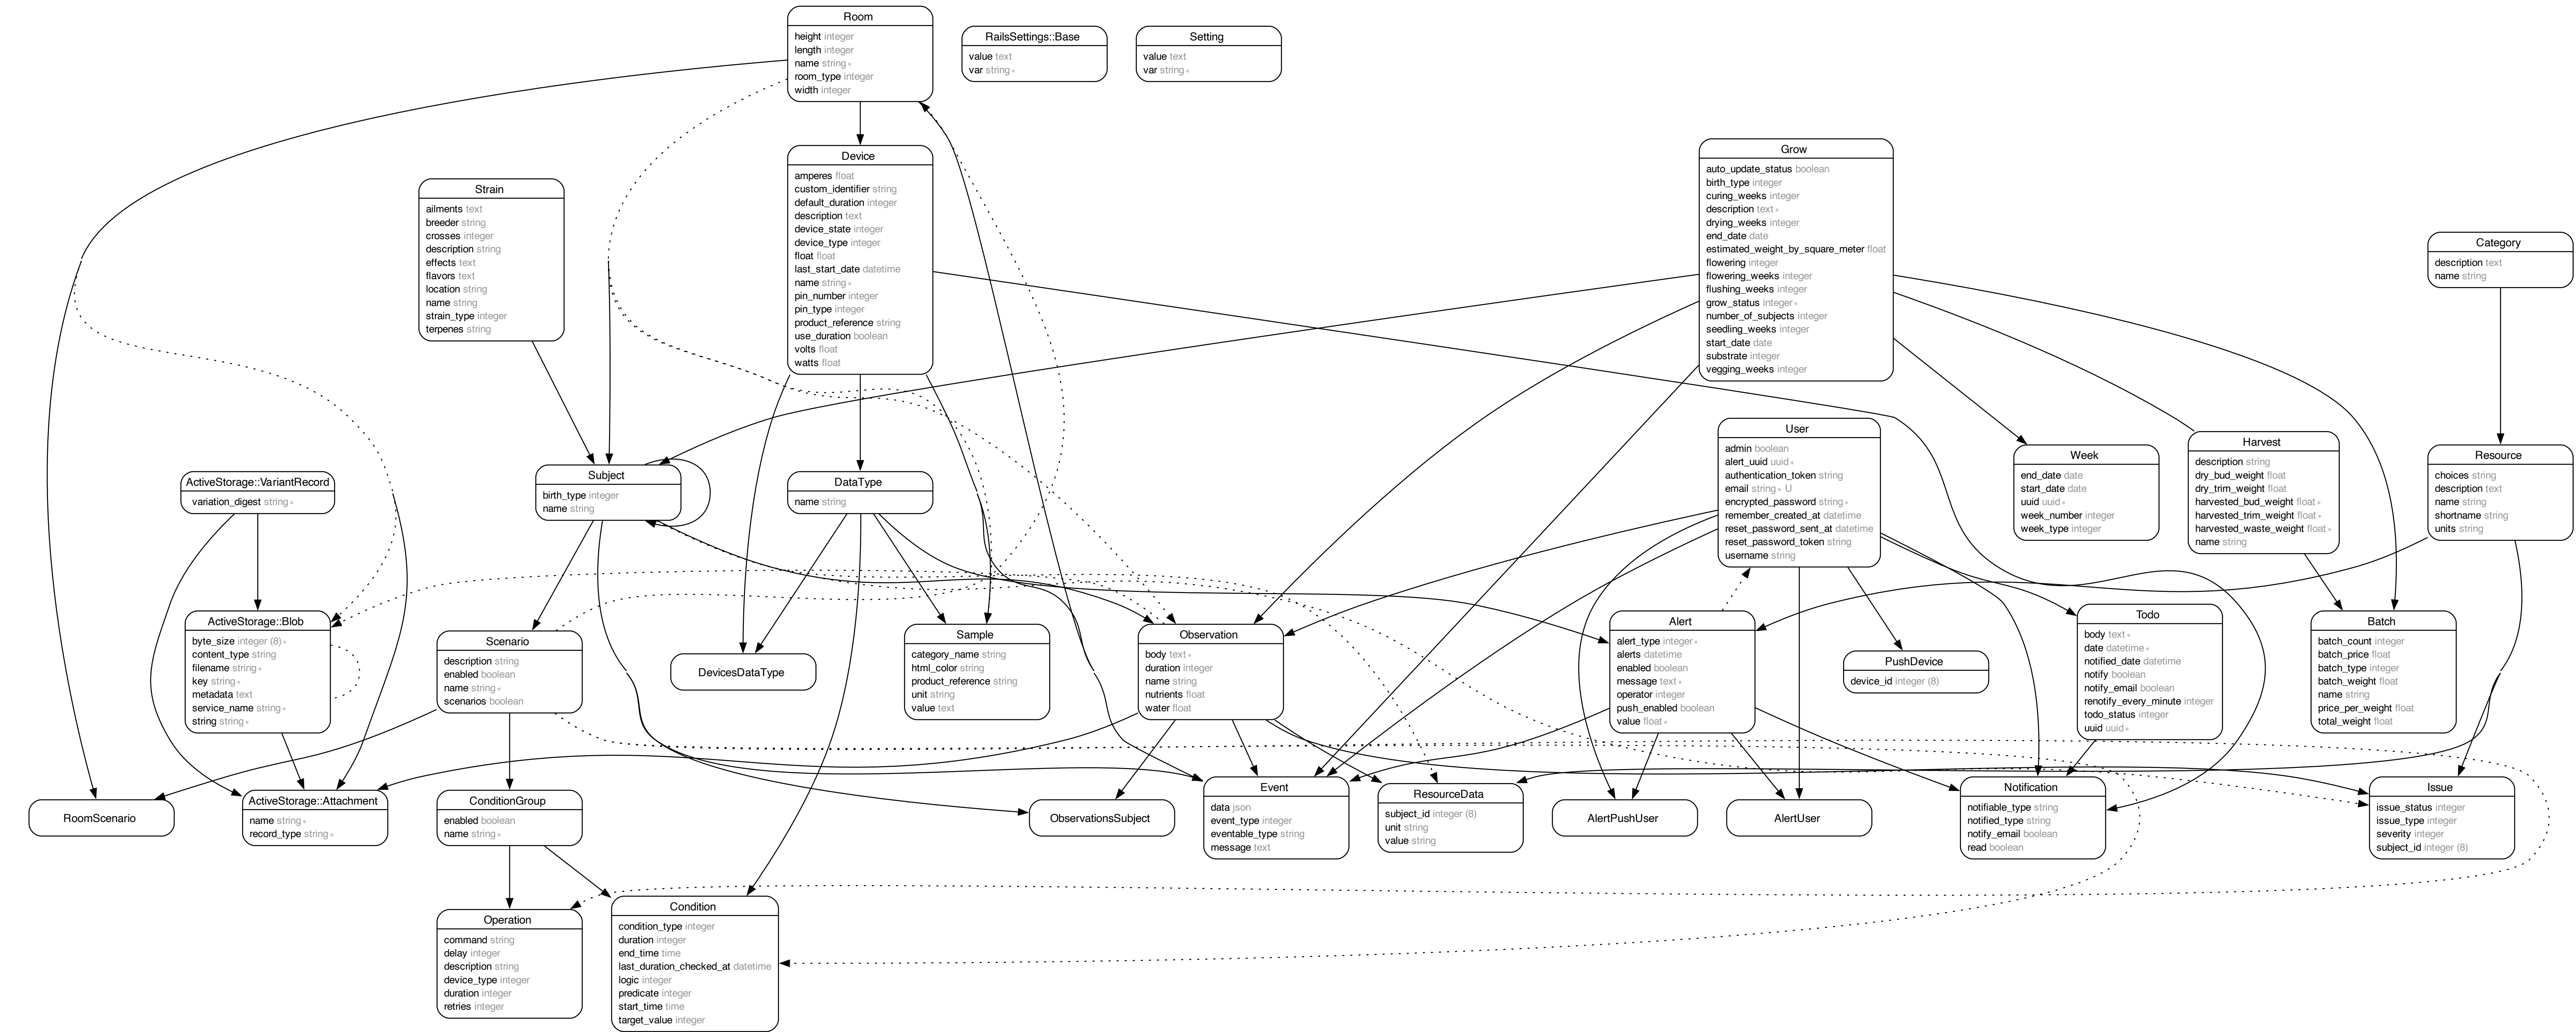 Room
height integer
length integer
name string *
room_type integer
width integer
RailsSettings::Base
value text
var string *
Setting
value text
var string *
Device
amperes float
custom_identifier string
default_duration integer
description text
device_state integer
device_type integer
float float
last_start_date datetime
name string *
pin_number integer
pin_type integer
product_reference string
use_duration boolean
volts float
watts float
Grow
auto_update_status boolean
birth_type integer
curing_weeks integer
description text *
drying_weeks integer
end_date date
estimated_weight_by_square_meter float
flowering integer
flowering_weeks integer
flushing_weeks integer
grow_status integer *
number_of_subjects integer
seedling_weeks integer
start_date date
substrate integer
vegging_weeks integer
Strain
ailments text
breeder string
crosses integer
description string
effects text
flavors text
location string
name string
strain_type integer
terpenes string
Category
description text
name string
User
admin boolean
alert_uuid uuid *
authentication_token string
email string * U
encrypted_password string *
remember_created_at datetime
reset_password_sent_at datetime
reset_password_token string
username string
Harvest
description string
dry_bud_weight float
dry_trim_weight float
harvested_bud_weight float *
harvested_trim_weight float *
harvested_waste_weight float *
name string
Week
end_date date
start_date date
uuid uuid *
week_number integer
week_type integer
Resource
choices string
description text
name string
shortname string
units string
Subject
birth_type integer
name string
ActiveStorage::VariantRecord
variation_digest string *
DataType
name string
Todo
body text *
date datetime *
notified_date datetime
notify boolean
notify_email boolean
renotify_every_minute integer
todo_status integer
uuid uuid *
ActiveStorage::Blob
byte_size integer (8) *
content_type string
filename string *
key string *
metadata text
service_name string *
string string *
Alert
alert_type integer *
alerts datetime
enabled boolean
message text *
operator integer
push_enabled boolean
value float *
Batch
batch_count integer
batch_price float
batch_type integer
batch_weight float
name string
price_per_weight float
total_weight float
Scenario
description string
enabled boolean
name string *
scenarios boolean
DevicesDataType
Sample
category_name string
html_color string
product_reference string
unit string
value text
Observation
body text *
duration integer
name string
nutrients float
water float
PushDevice
device_id integer (8)
RoomScenario
ActiveStorage::Attachment
name string *
record_type string *
ConditionGroup
enabled boolean
name string *
ObservationsSubject
Event
data json
event_type integer
eventable_type string
message text
ResourceData
subject_id integer (8)
unit string
value string
AlertPushUser
AlertUser
Notification
notifiable_type string
notified_type string
notify_email boolean
read boolean
Issue
issue_status integer
issue_type integer
severity integer
subject_id integer (8)
Operation
command string
delay integer
description string
device_type integer
duration integer
retries integer
Condition
condition_type integer
duration integer
end_time time
last_duration_checked_at datetime
logic integer
predicate integer
start_time time
target_value integer